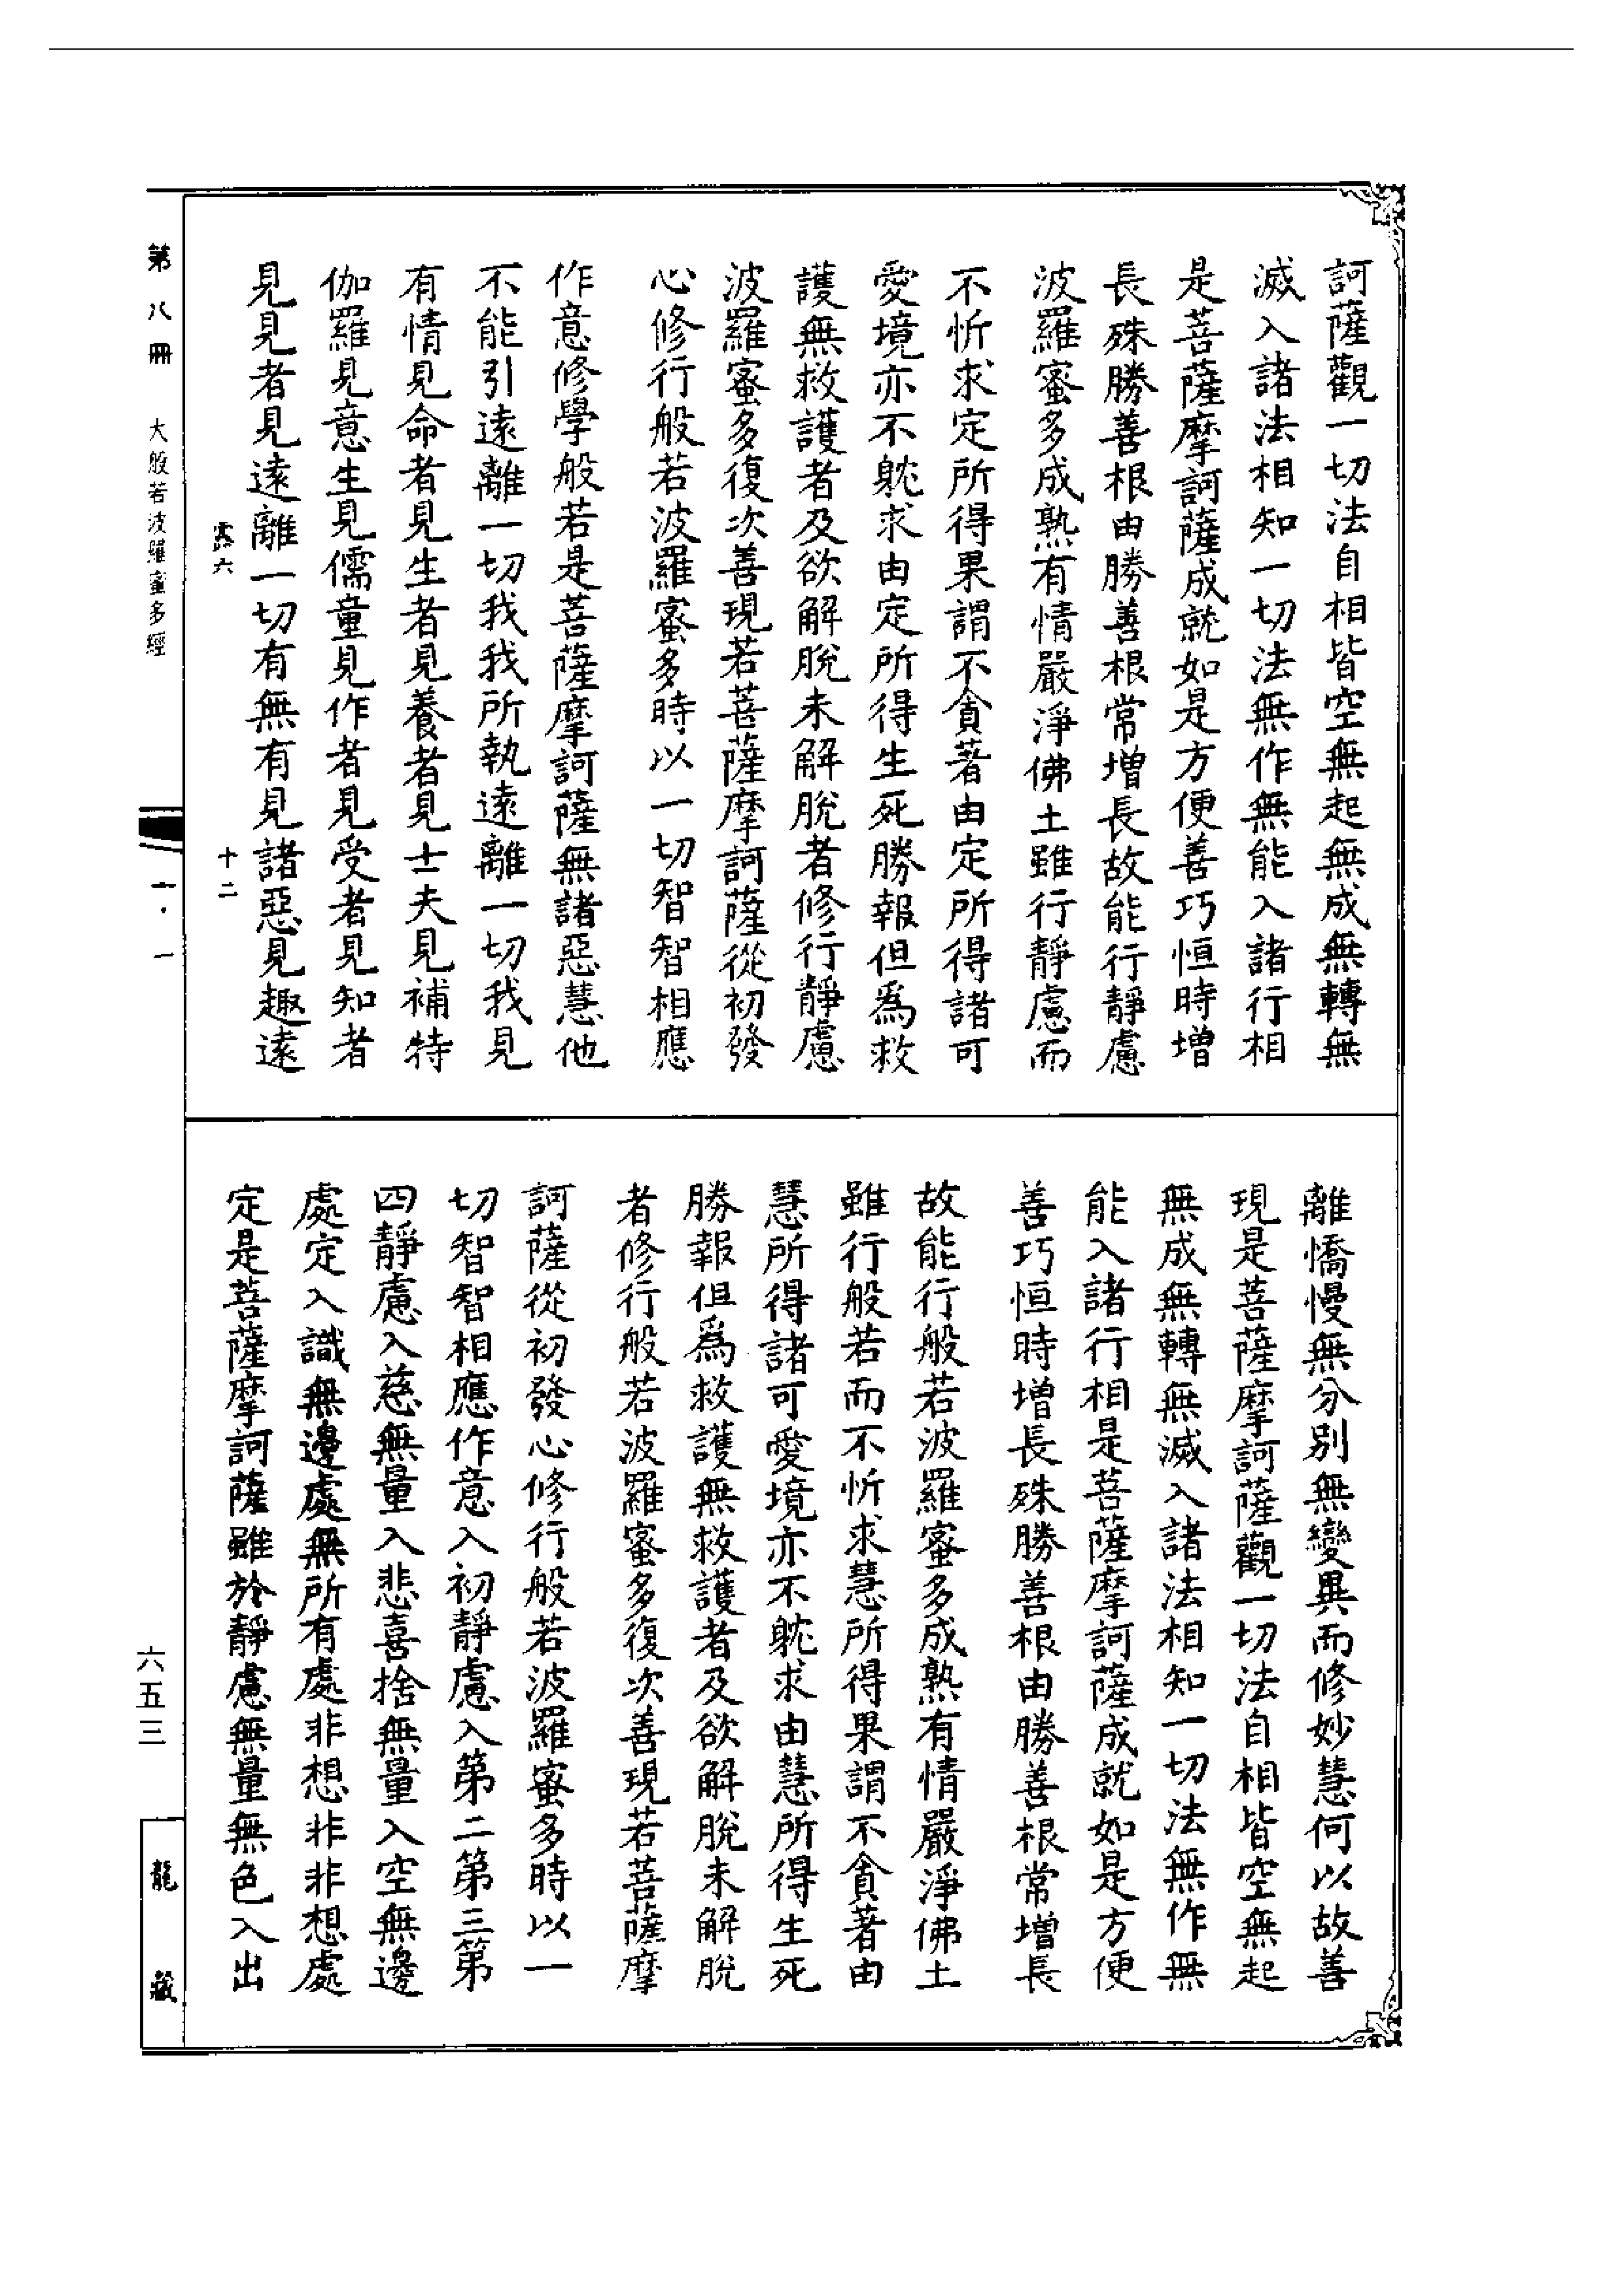 訶薩觀一切法自相皆空無起無成無轉無
滅入諸法相知一切法無作無能入諸行相
是菩薩摩訶薩成就如是方便善巧恒時增
長殊勝善根由勝善根常增長故能行靜慮
波羅蜜多成熟有情嚴淨佛土雖行靜慮而
不忻求定所得果謂不貪著由定所得諸可
愛境亦不躭求由定所得生死勝報但爲救
護無救護者及欲解脫未解脫者修行靜慮
波羅蜜多復次善現若菩薩摩訶薩從初發
心修行般若波羅蜜多時以一切智智相應
作意修學般若是菩薩摩訶薩無諸惡慧他
不能引遠離一切我我所執遠離一切我見
有情見命者見生者見養者見士夫見補特
伽羅見意生見儒童見作者見受者見知者
見見者見遠離一切有無有見諸惡見趣遠
離憍慢無分別無變異而修妙慧何以故善
現是菩薩摩訶薩觀一切法自相皆空無起
無成無轉無滅入諸法相知一切法無作無
能入諸行相是菩薩摩訶薩成就如是方便
善巧恒時增長殊勝善根由勝善根常增長
故能行般若波羅蜜多成熟有情嚴淨佛土
雖行般若而不忻求慧所得果謂不貪著由
慧所得諸可愛境亦不躭求由慧所得生死
勝報但爲救護無救護者及欲解脫未解脫
者修行般若波羅蜜多復次善現若菩薩摩
訶薩從初發心修行般若波羅蜜多時以一
切智智相應作意入初靜慮入第二第三第
四靜慮入慈無量入悲喜捨無量入空無邊
處定入識無邊處無所有處非想非非想處
定是菩薩摩訶薩雖於靜慮無量無色入出
六
十二
第八冊
大般若波羅蜜多經
一·一
六五三
龍藏